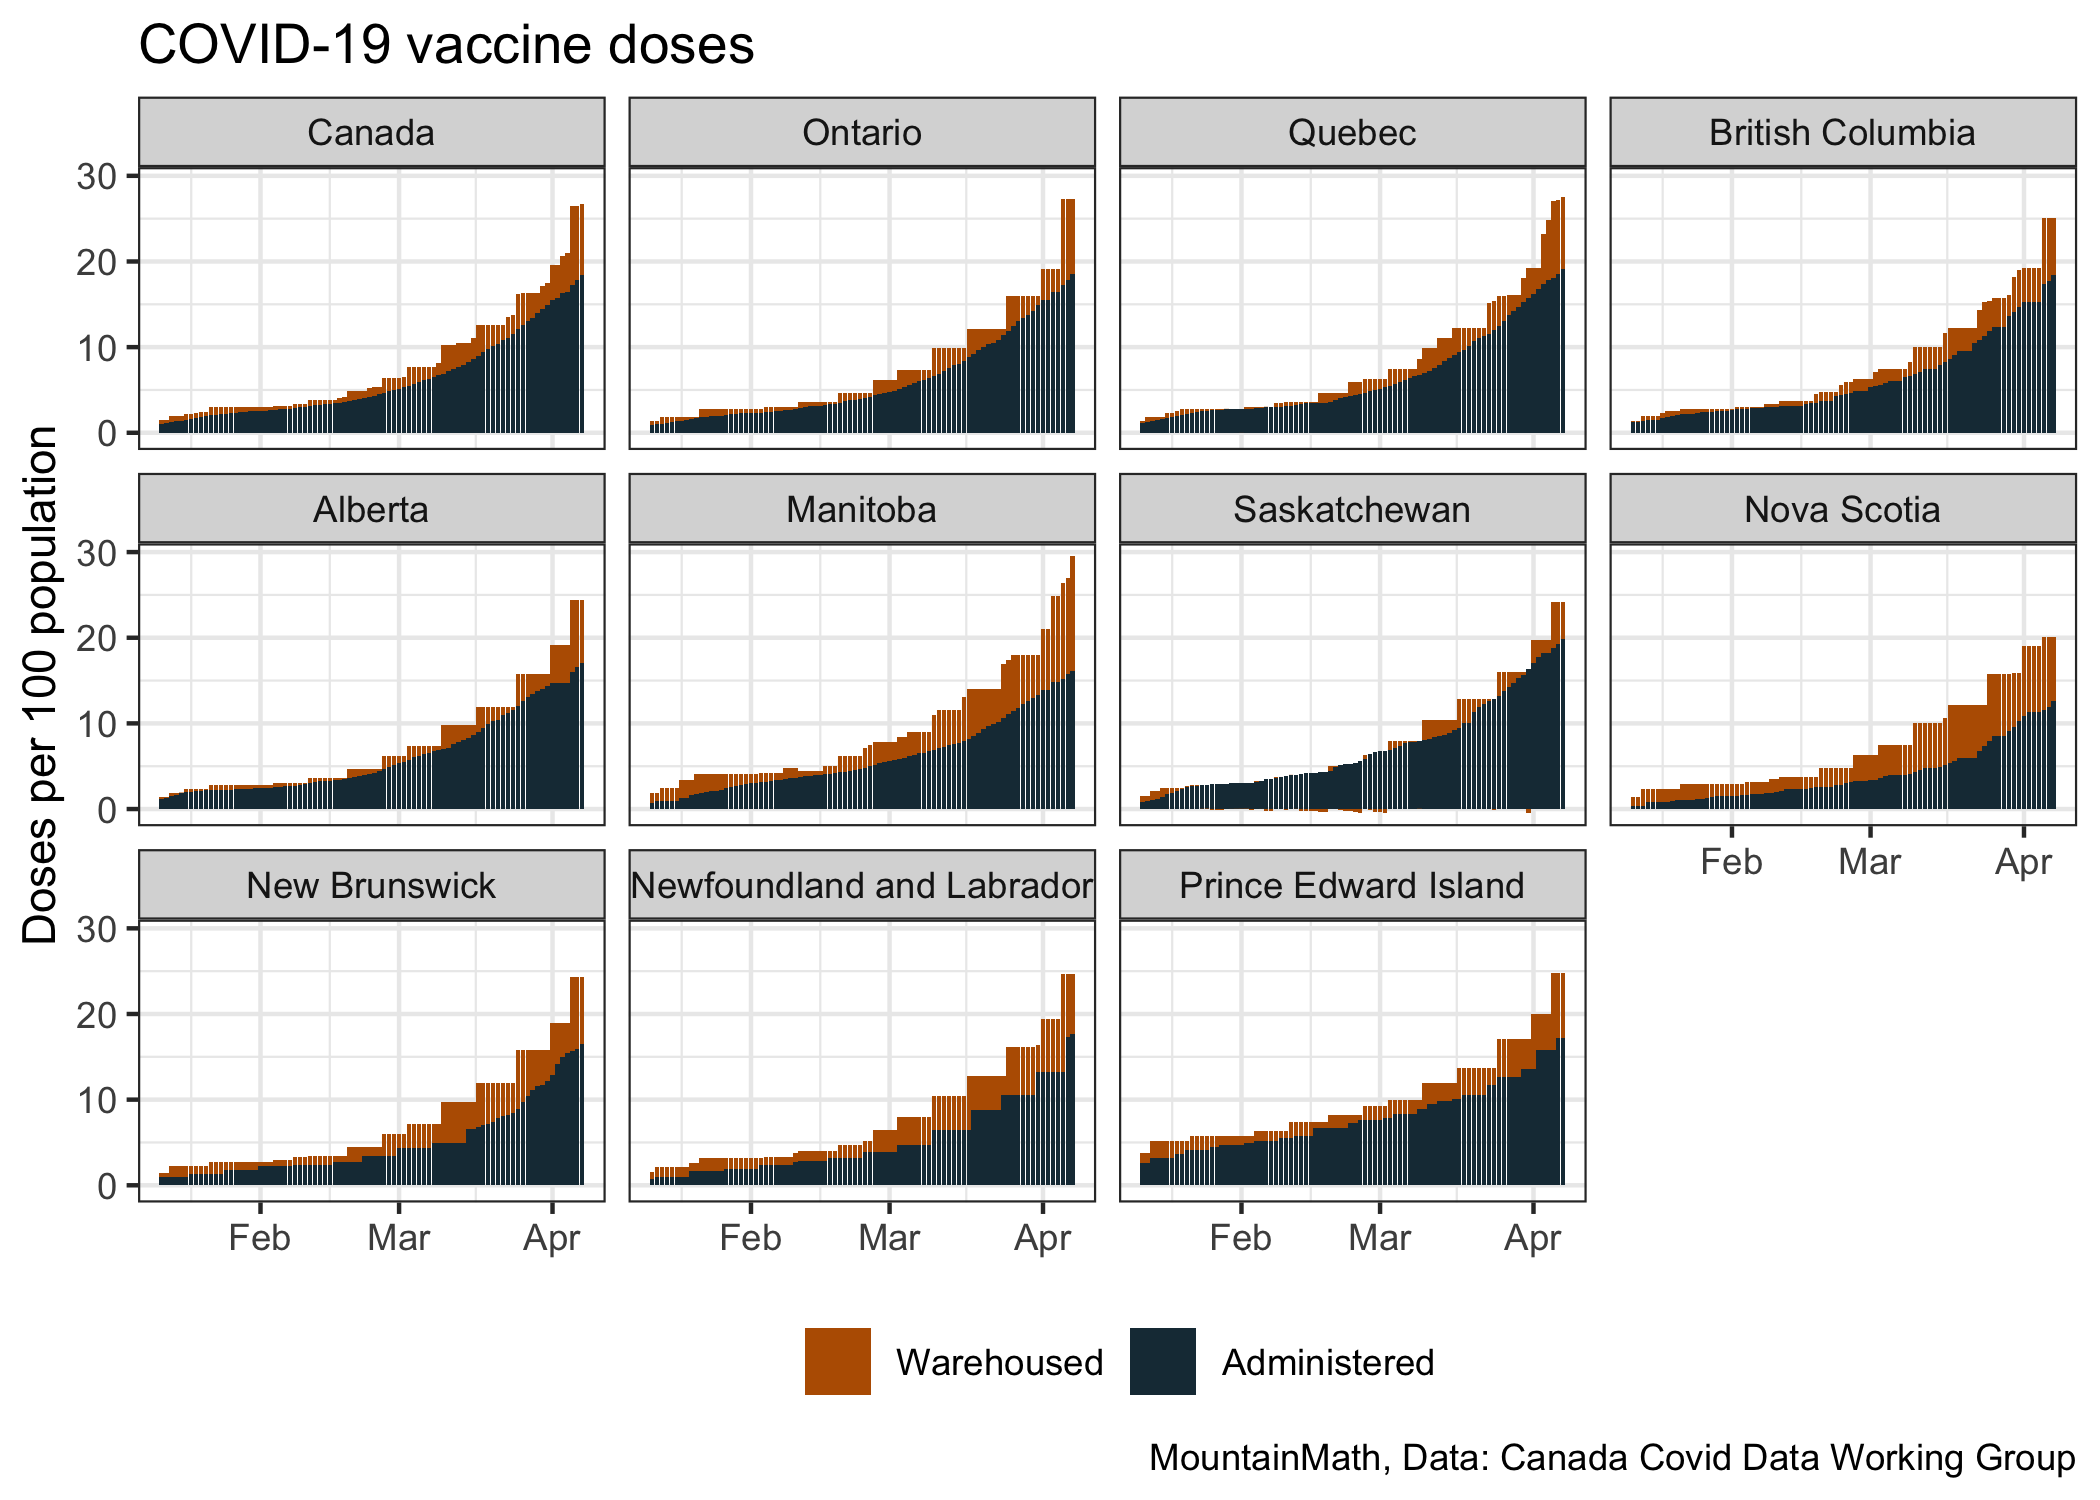 COVID-19 vaccine doses
Canada
Ontario
Quebec
British Columbia
30
20
10
0
Alberta
Manitoba
Saskatchewan
Nova Scotia
30
20
10
0
Feb
Mar
Apr
New Brunswick
Newfoundland and Labrador
Prince Edward Island
30
20
10
0
Feb
Mar
Apr
Feb
Mar
Apr
Feb
Mar
Apr
Doses per 100 population
Warehoused
Administered
MountainMath, Data: Canada Covid Data Working Group